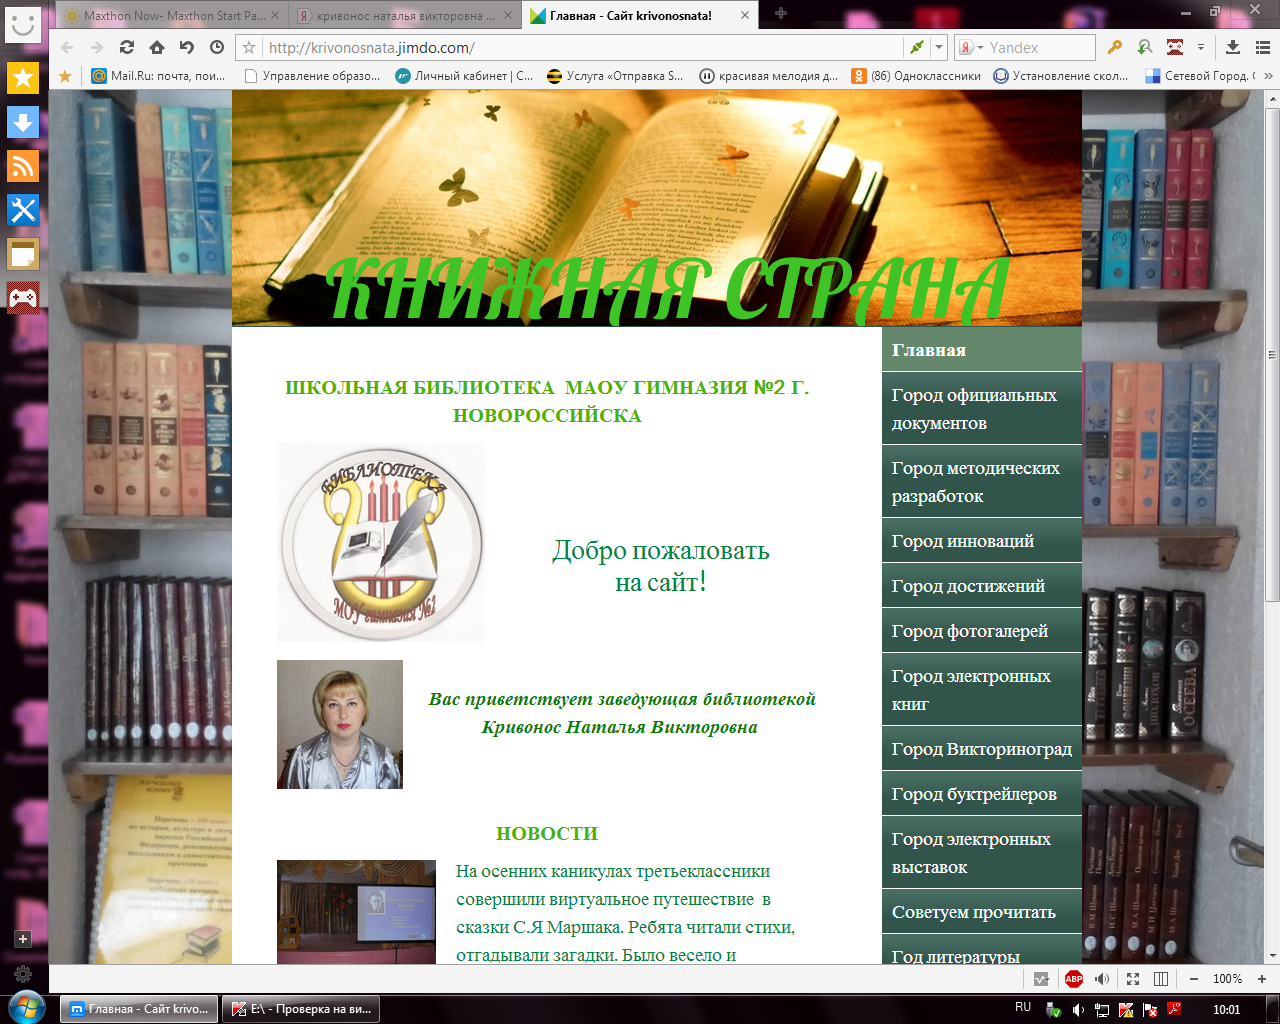 Maxthon Now- Maxthon Start Pa...
кривонос наталья викторовна ...
Главная - Сайт krivonosnata!
http://krivonosnata.jimdo.com/
Yandex
Mail.Ru: почта, пои...
Управление образо...
Личный кабинет | С...
Услуга «Отправка S...
красивая мелодия д...
(86) Одноклассники
Установление скол...
Сетевой Город. О
КНИЖНАЯ СТРАНА
ШКОЛЬНАЯ БИБЛИОТЕКА МАОУ ГИМНАЗИЯ №2 Г.
НОВОРОССИЙСКА
БИБЛИОТЕКА
МОУ гимназия №2
Добро пожаловать
на сайт!
Вас приветствует заведующая библиотекой
Кривонос Наталья Викторовна
НОВОСТИ
На осенних каникулах третьеклассники
совершили виртуальное путешествие в
сказки С.Я Маршака. Ребята читали стихи,
отгадывали загадки. Было весело и
Главная
Город официальных
документов
Город методических
разработок
Город инноваций
Город достижений
Город фотогалерей
Город электронных
книг
Город Викториноград
Город буктрейлеров
Город электронных
выставок
Советуем прочитать
Год литературы
ABP
100%
Главная - Сайт krivo...
E:\ - Проверка на ви...
RU
10:01